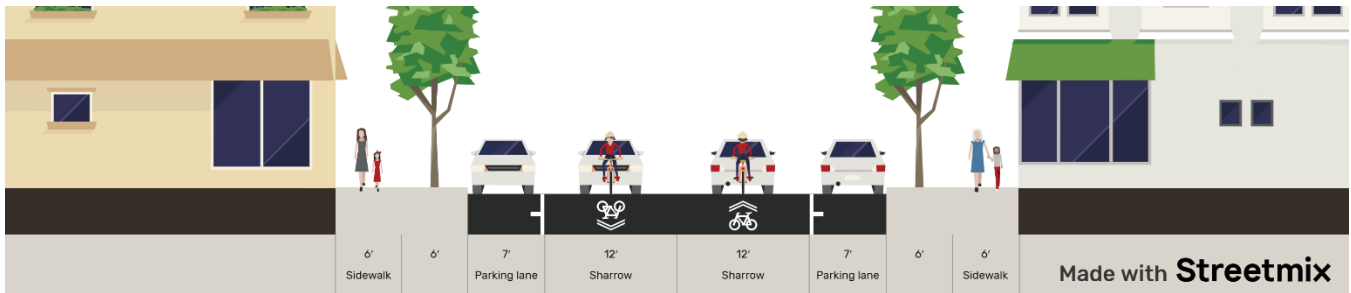 6′ 6′ 7′ 12′ 12′ 7′ 6′ 6′
Sidewalk Parking lane Sharrow Sharrow Parking lane Sidewalk
Made with Streetmix